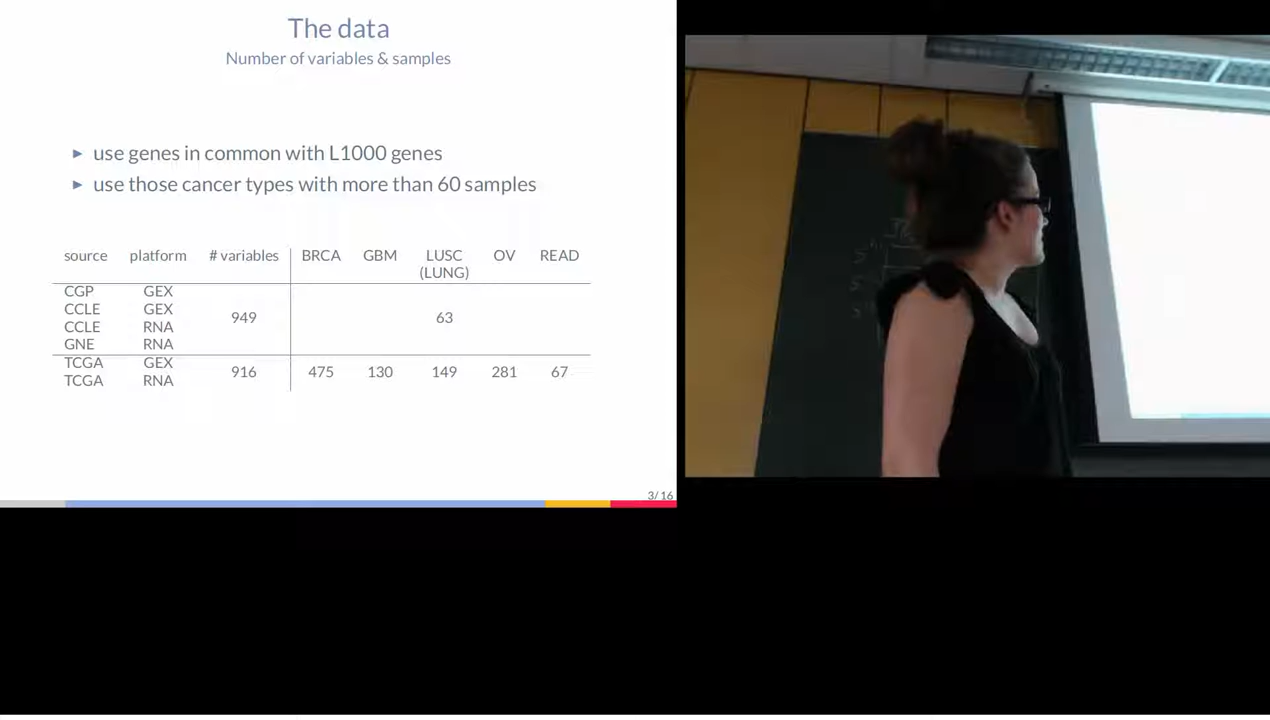 The data
Number of variables & samples
► use genes in common with L1000 genes
► use those cancer types with more than 60 samples
source platform # variables BRCA GBM LUSC (LUNG) OV READ
CGP GEX
CCLE GEX
949 63
CCLE RNA
GNE RNA
TCGA GEX
916 475 130 149 281 67
TCGA RNA
3/16